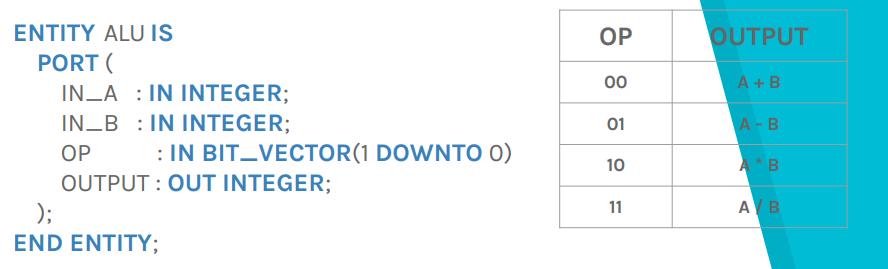 ENTITY ALU IS
PORT (
IN_A : IN INTEGER;
IN_B : IN INTEGER;
OP : IN BIT_VECTOR(1 DOWNTO 0)
OUTPUT : OUT INTEGER;
);
END ENTITY;
OP OUTPUT
00 A + B
01 A - B
10 A * B
11 A / B